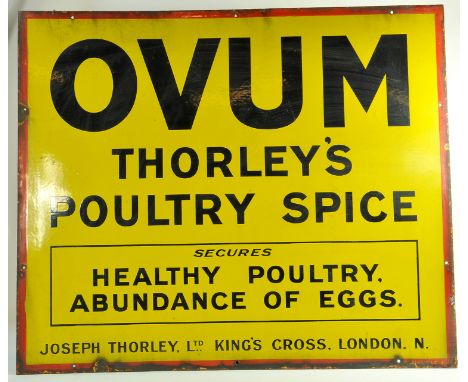 OVUM
THORLEY'S
POULTRY SPICE
SECURES
HEALTHY POULTRY.
ABUNDANCE OF EGGS.
JOSEPH THORLEY, LTD KING'S CROSS. LONDON. N.